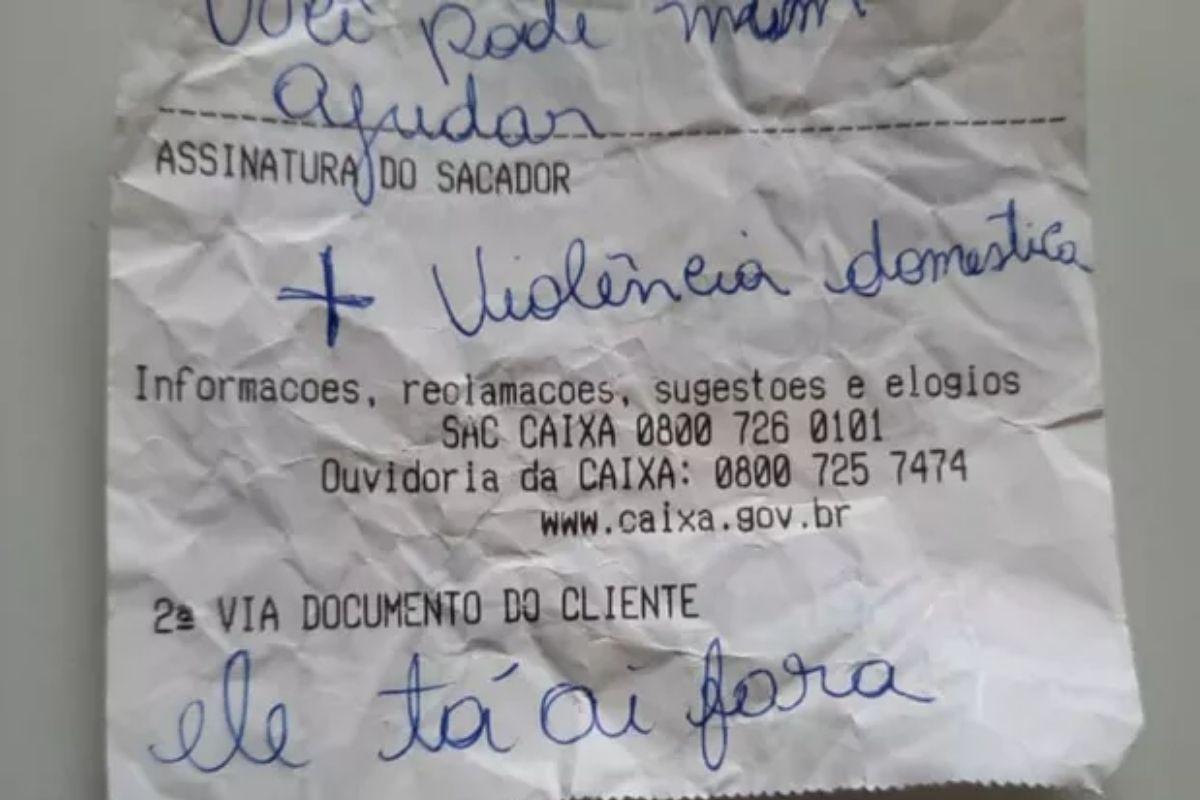 Você pode
ajudar
ASSINATURA DO SACADOR
+ Violência domestica
Informacoes, reclamacoes, sugestoes e elogios
SAC CAIXA 0800 726 0101
Ouvidoria da CAIXA: 0800 725 7474
www.caixa.gov.br
2ª VIA DOCUMENTO DO CLIENTE
ele tá ai fora